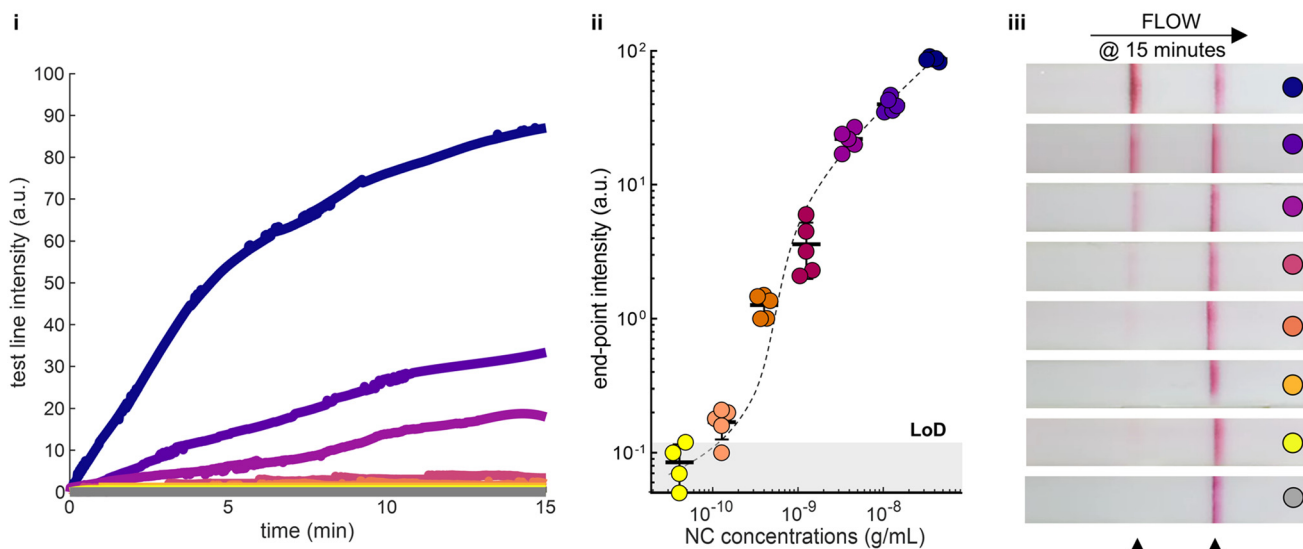 i
100
90
80
70
60
50
40
30
20
10
0
test line intensity (a.u.)
0 5 10 15
time (min)
ii
10²
10¹
10⁰
10⁻¹
end-point intensity (a.u.)
LoD
10⁻¹⁰ 10⁻⁹ 10⁻⁸
NC concentrations (g/mL)
iii
FLOW
@ 15 minutes